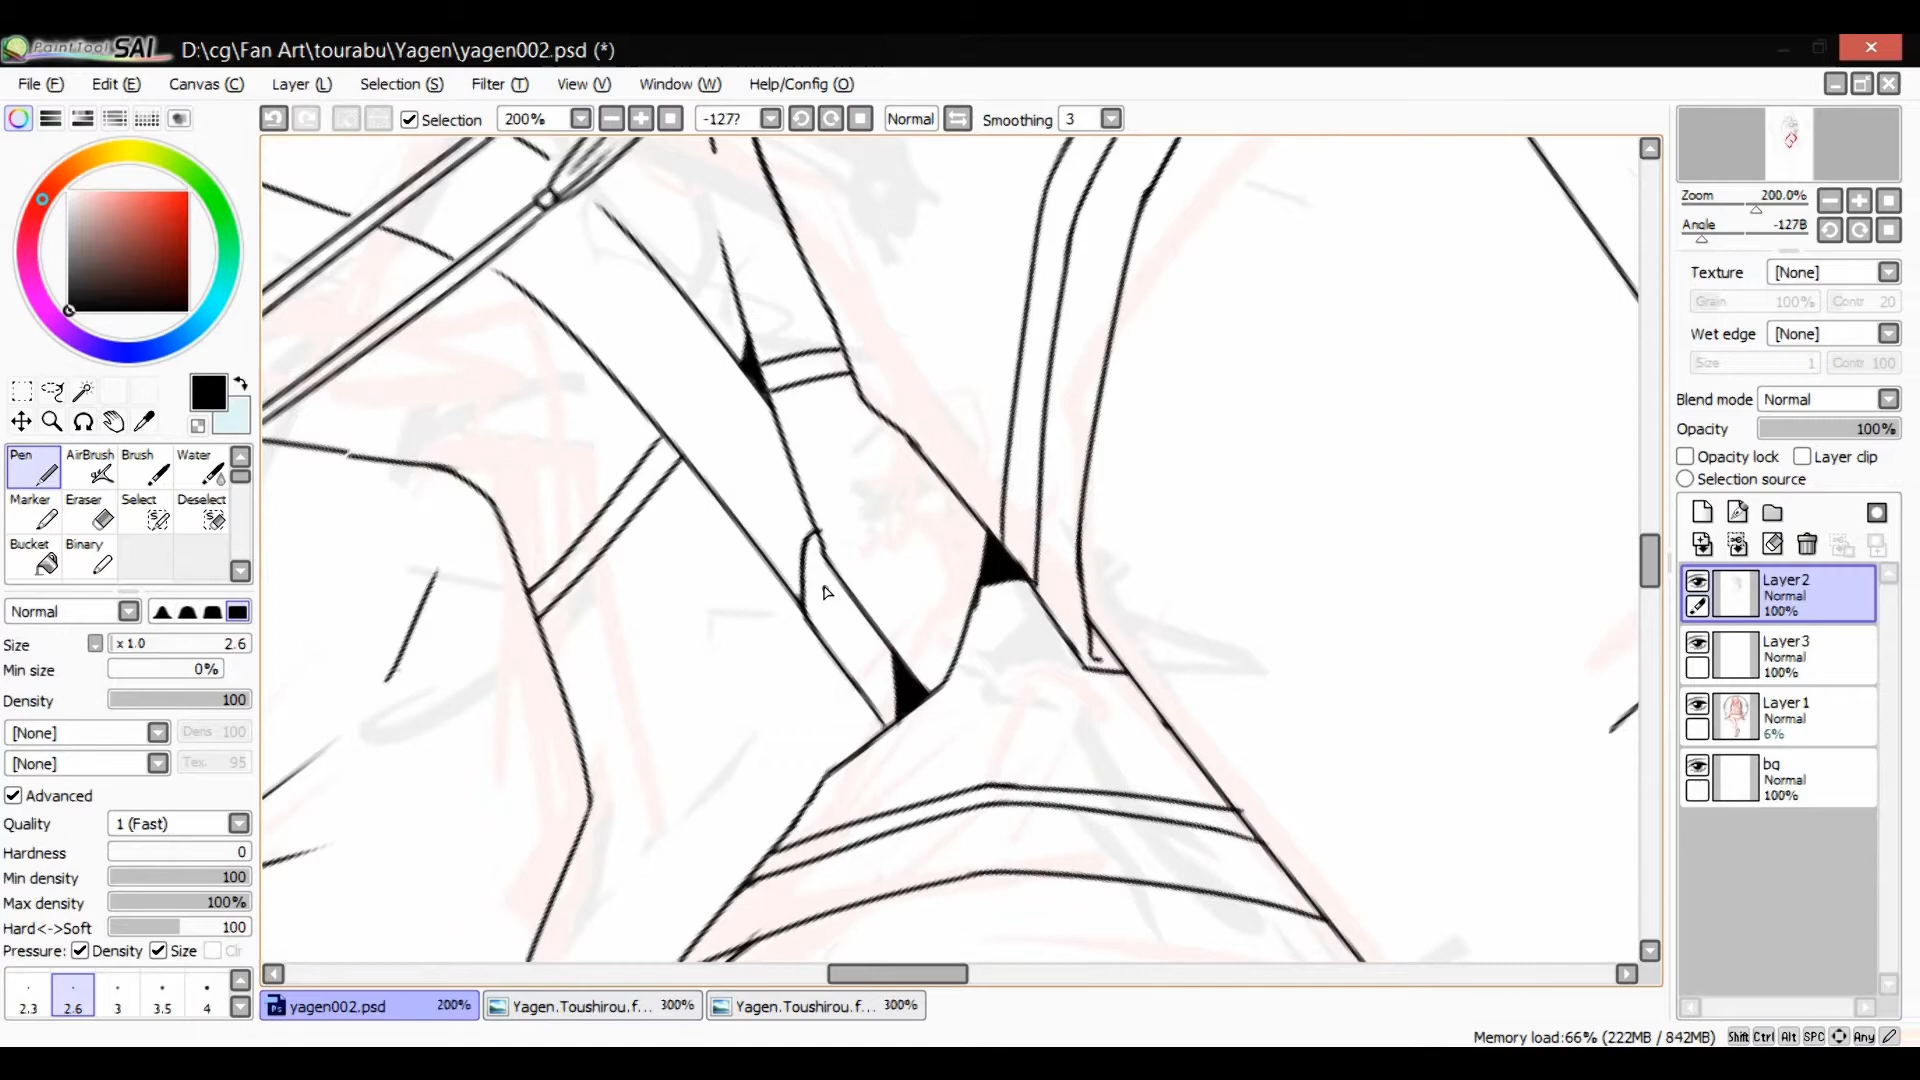 PaintTool SAI D:\cg\Fan Art\tourabu\Yagen\yagen002.psd (*)
File (F) Edit (E) Canvas (C) Layer (L) Selection (S) Filter (T) View (V) Window (W) Help/Config (O)
Selection 200% -127? Normal Smoothing 3
Zoom 200.0%
Angle -127B
Texture [None]
Grain 100% Contr 20
Wet edge [None]
Size 1 Contr 100
Blend mode Normal
Opacity 100%
Opacity lock Layer clip
Selection source
Pen AirBrush Brush Water
Marker Eraser Select Deselect
Bucket Binary
Normal
Size x 1.0 2.6
Min size 0%
Density 100
[None] Dens 100
[None] Tex. 95
Advanced
Quality 1 (Fast)
Hardness 0
Min density 100
Max density 100%
Hard<->Soft 100
Pressure: Density Size Clr
2.3 2.6 3 3.5 4
Layer2
Normal
100%
Layer3
Normal
100%
Layer1
Normal
6%
bg
Normal
100%
yagen002.psd 200% Yagen.Toushirou.f... 300% Yagen.Toushirou.f... 300%
Memory load:66% (222MB / 842MB) Shift Ctrl Alt SPC Any